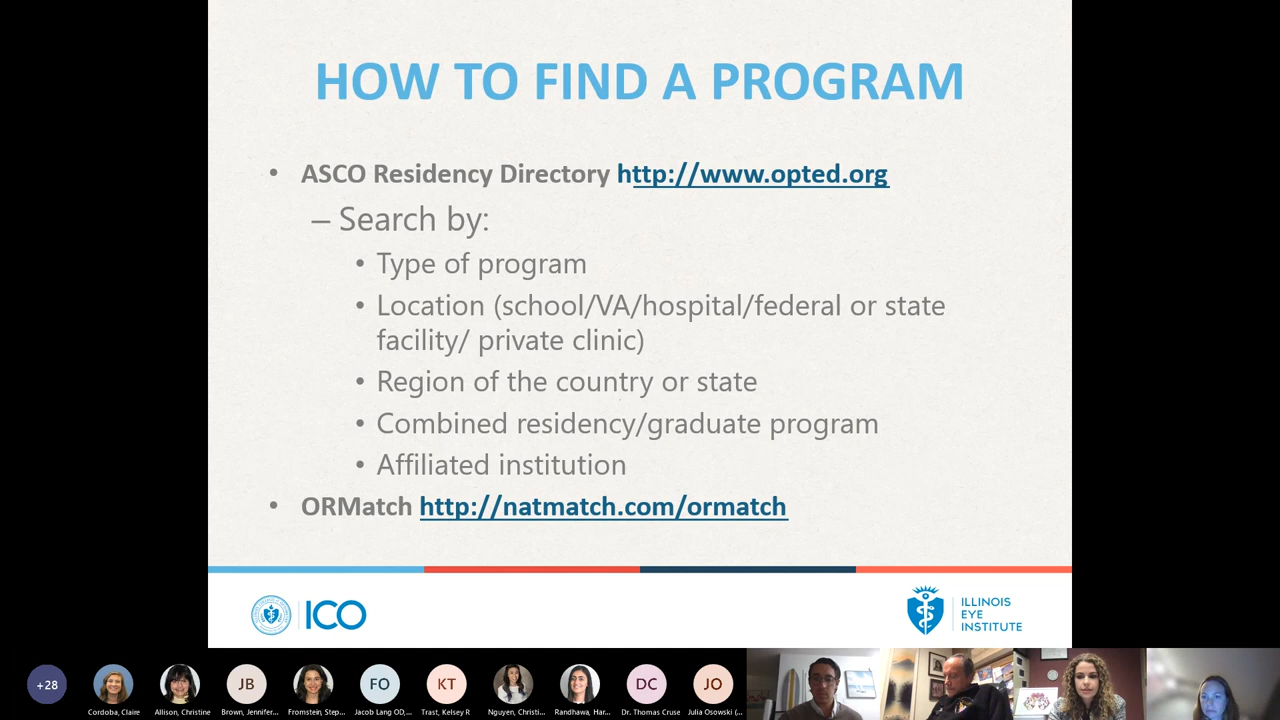 HOW TO FIND A PROGRAM
• ASCO Residency Directory http://www.opted.org
– Search by:
• Type of program
• Location (school/VA/hospital/federal or state
facility/ private clinic)
• Region of the country or state
• Combined residency/graduate program
• Affiliated institution
• ORMatch http://natmatch.com/ormatch
ICO
ILLINOIS
EYE
INSTITUTE
+28
JB
FO
KT
DC
JO
Cordoba, Claire
Allison, Christine
Brown, Jennifer...
Fromstein, Step...
Jacob Lang OD,...
Trast, Kelsey R
Nguyen, Christi...
Randhawa, Har...
Dr. Thomas Cruse
Julia Osowski (...